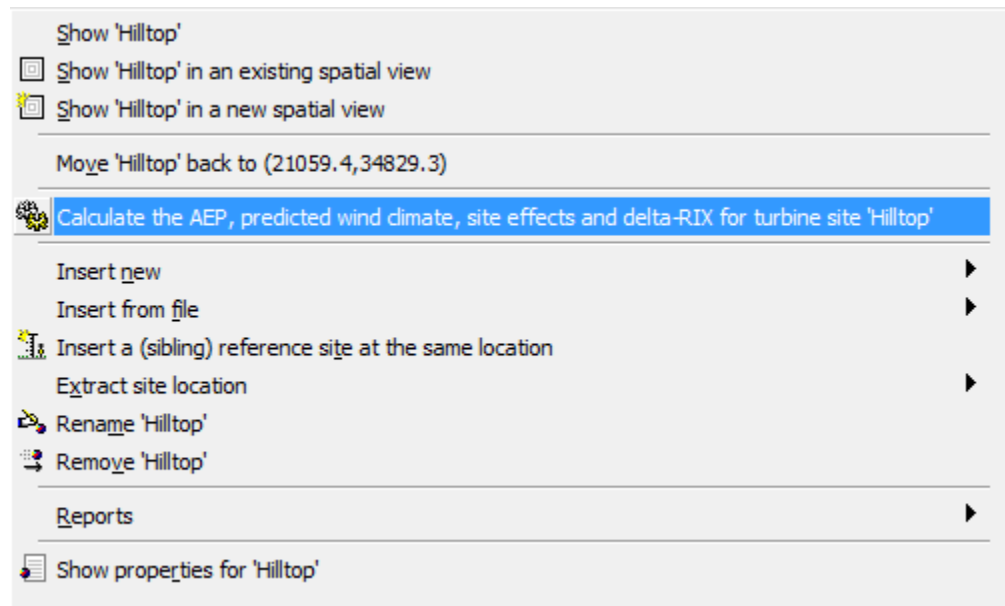 Show 'Hilltop'
Show 'Hilltop' in an existing spatial view
Show 'Hilltop' in a new spatial view
Move 'Hilltop' back to (21059.4,34829.3)
Calculate the AEP, predicted wind climate, site effects and delta-RIX for turbine site 'Hilltop'
Insert new
Insert from file
Insert a (sibling) reference site at the same location
Extract site location
Rename 'Hilltop'
Remove 'Hilltop'
Reports
Show properties for 'Hilltop'